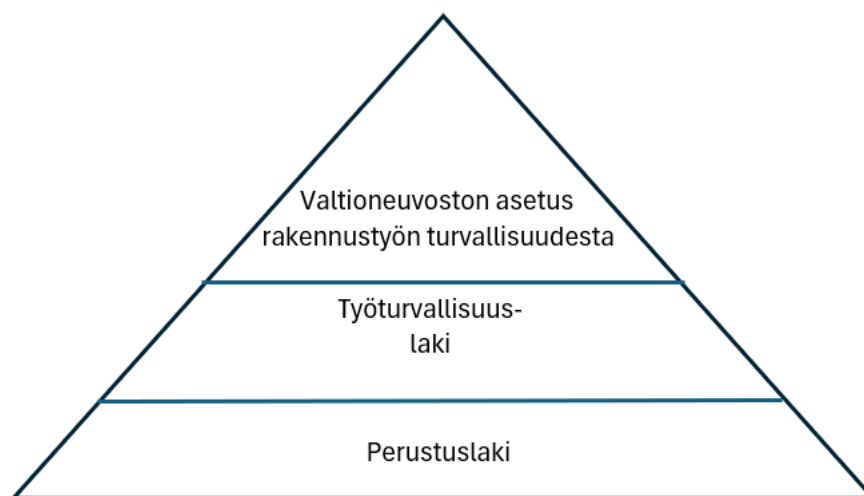 Valtioneuvoston asetus
rakennustyön turvallisuudesta
Työturvallisuus-
laki
Perustuslaki